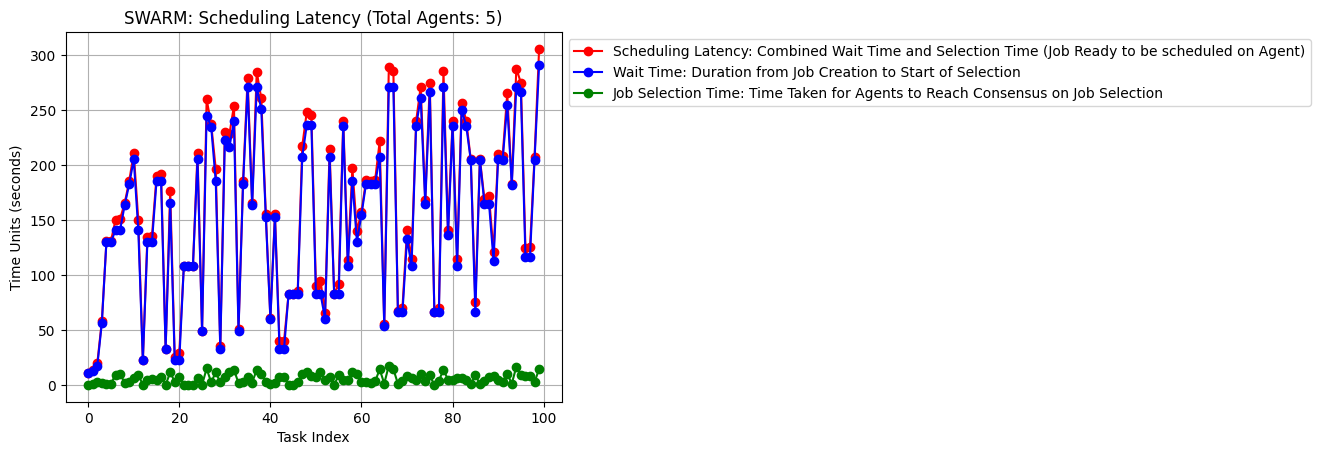 SWARM: Scheduling Latency (Total Agents: 5)
Scheduling Latency: Combined Wait Time and Selection Time (Job Ready to be scheduled on Agent)
Wait Time: Duration from Job Creation to Start of Selection
Job Selection Time: Time Taken for Agents to Reach Consensus on Job Selection
Time Units (seconds)
300
250
200
150
100
50
0
0 20 40 60 80 100
Task Index